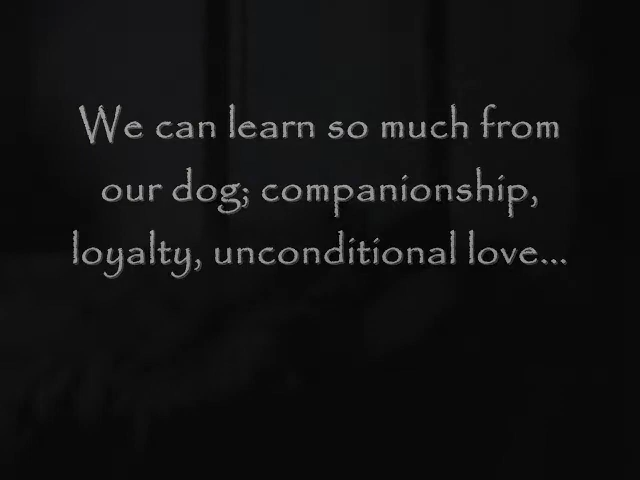 We can learn so much from
our dog; companionship,
loyalty, unconditional love...